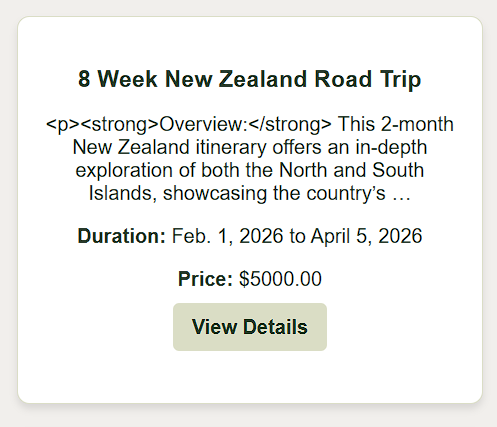 8 Week New Zealand Road Trip
<p><strong>Overview:</strong> This 2-month
New Zealand itinerary offers an in-depth
exploration of both the North and South
Islands, showcasing the country’s …
Duration: Feb. 1, 2026 to April 5, 2026
Price: $5000.00
View Details